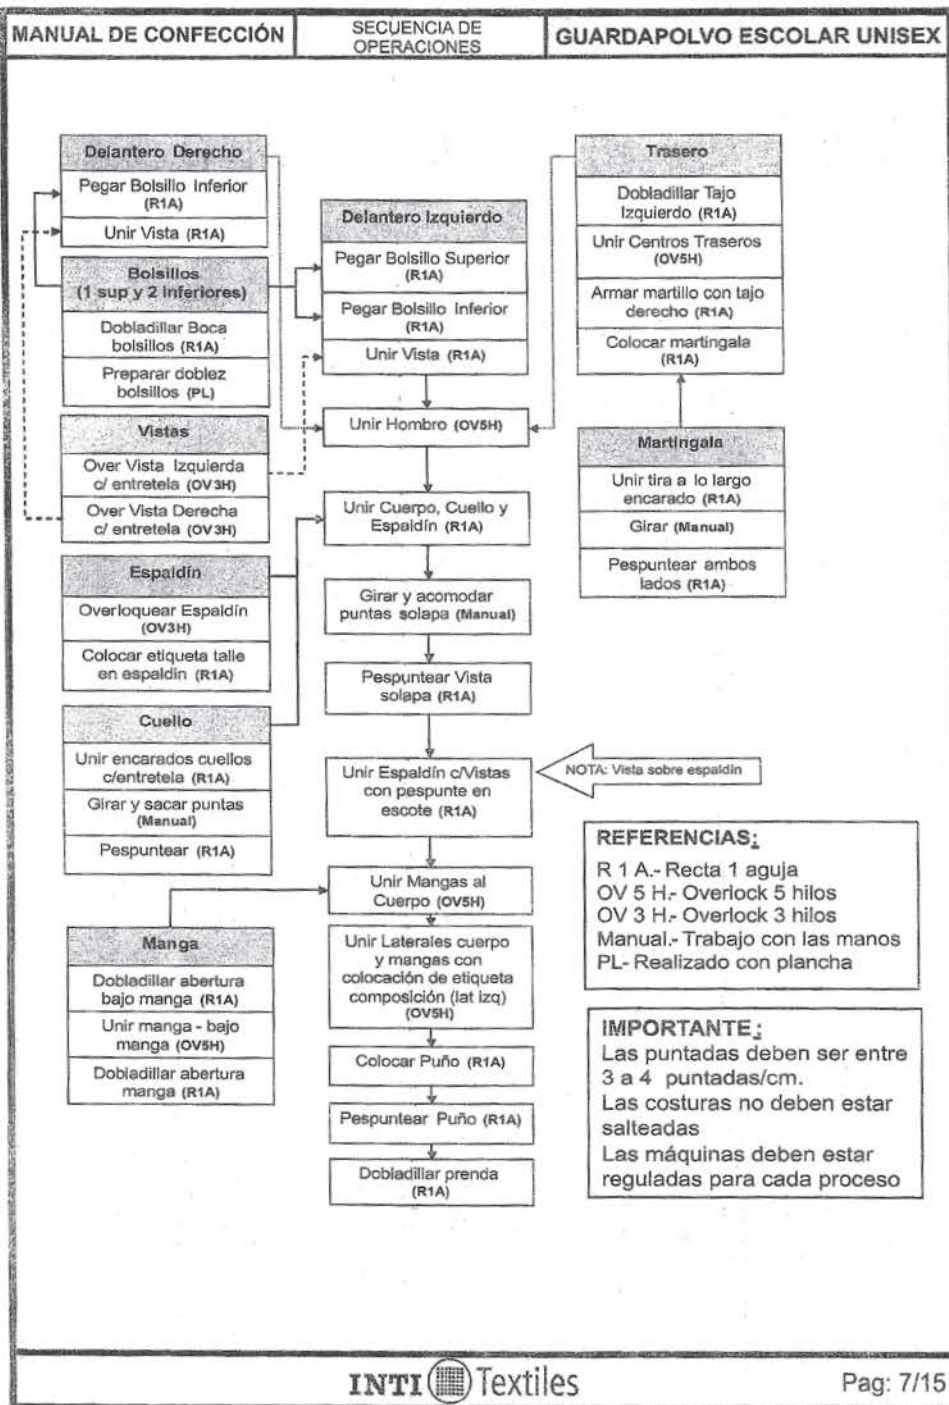 MANUAL DE CONFECCIÓN
SECUENCIA DE
OPERACIONES
GUARDAPOLVO ESCOLAR UNISEX
Delantero Derecho
Pegar Bolsillo Inferior
(R1A)
Unir Vista (R1A)
Bolsillos
(1 sup y 2 inferiores)
Dobladillar Boca
bolsillos (R1A)
Preparar doblez
bolsillos (PL)
Vistas
Over Vista Izquierda
c/ entretela (OV3H)
Over Vista Derecha
c/ entretela (OV3H)
Espaldín
Overloquear Espaldín
(OV3H)
Colocar etiqueta talle
en espaldin (R1A)
Cuello
Unir encarados cuellos
c/entretela (R1A)
Girar y sacar puntas
(Manual)
Pespuntear (R1A)
Manga
Dobladillar abertura
bajo manga (R1A)
Unir manga - bajo
manga (OV5H)
Dobladillar abertura
manga (R1A)
Delantero Izquierdo
Pegar Bolsillo Superior
(R1A)
Pegar Bolsillo Inferior
(R1A)
Unir Vista (R1A)
Unir Hombro (OV5H)
Unir Cuerpo, Cuello y
Espaldín (R1A)
Girar y acomodar
puntas solapa (Manual)
Pespuntear Vista
solapa (R1A)
Unir Espaldín c/Vistas
con pespunte en
escote (R1A)
Unir Mangas al
Cuerpo (OV5H)
Unir Laterales cuerpo
y mangas con
colocación de etiqueta
composición (lat izq)
(OV5H)
Colocar Puño (R1A)
Pespuntear Puño (R1A)
Dobladillar prenda
(R1A)
Trasero
Dobladillar Tajo
Izquierdo (R1A)
Unir Centros Traseros
(OV5H)
Armar martillo con tajo
derecho (R1A)
Colocar martingala
(R1A)
Martingala
Unir tira a lo largo
encarado (R1A)
Girar (Manual)
Pespuntear ambos
lados (R1A)
NOTA: Vista sobre espaldin
REFERENCIAS:
R 1 A.- Recta 1 aguja
OV 5 H.- Overlock 5 hilos
OV 3 H.- Overlock 3 hilos
Manual.- Trabajo con las manos
PL- Realizado con plancha
IMPORTANTE:
Las puntadas deben ser entre
3 a 4 puntadas/cm.
Las costuras no deben estar
salteadas
Las máquinas deben estar
reguladas para cada proceso
INTI Textiles
Pag: 7/15